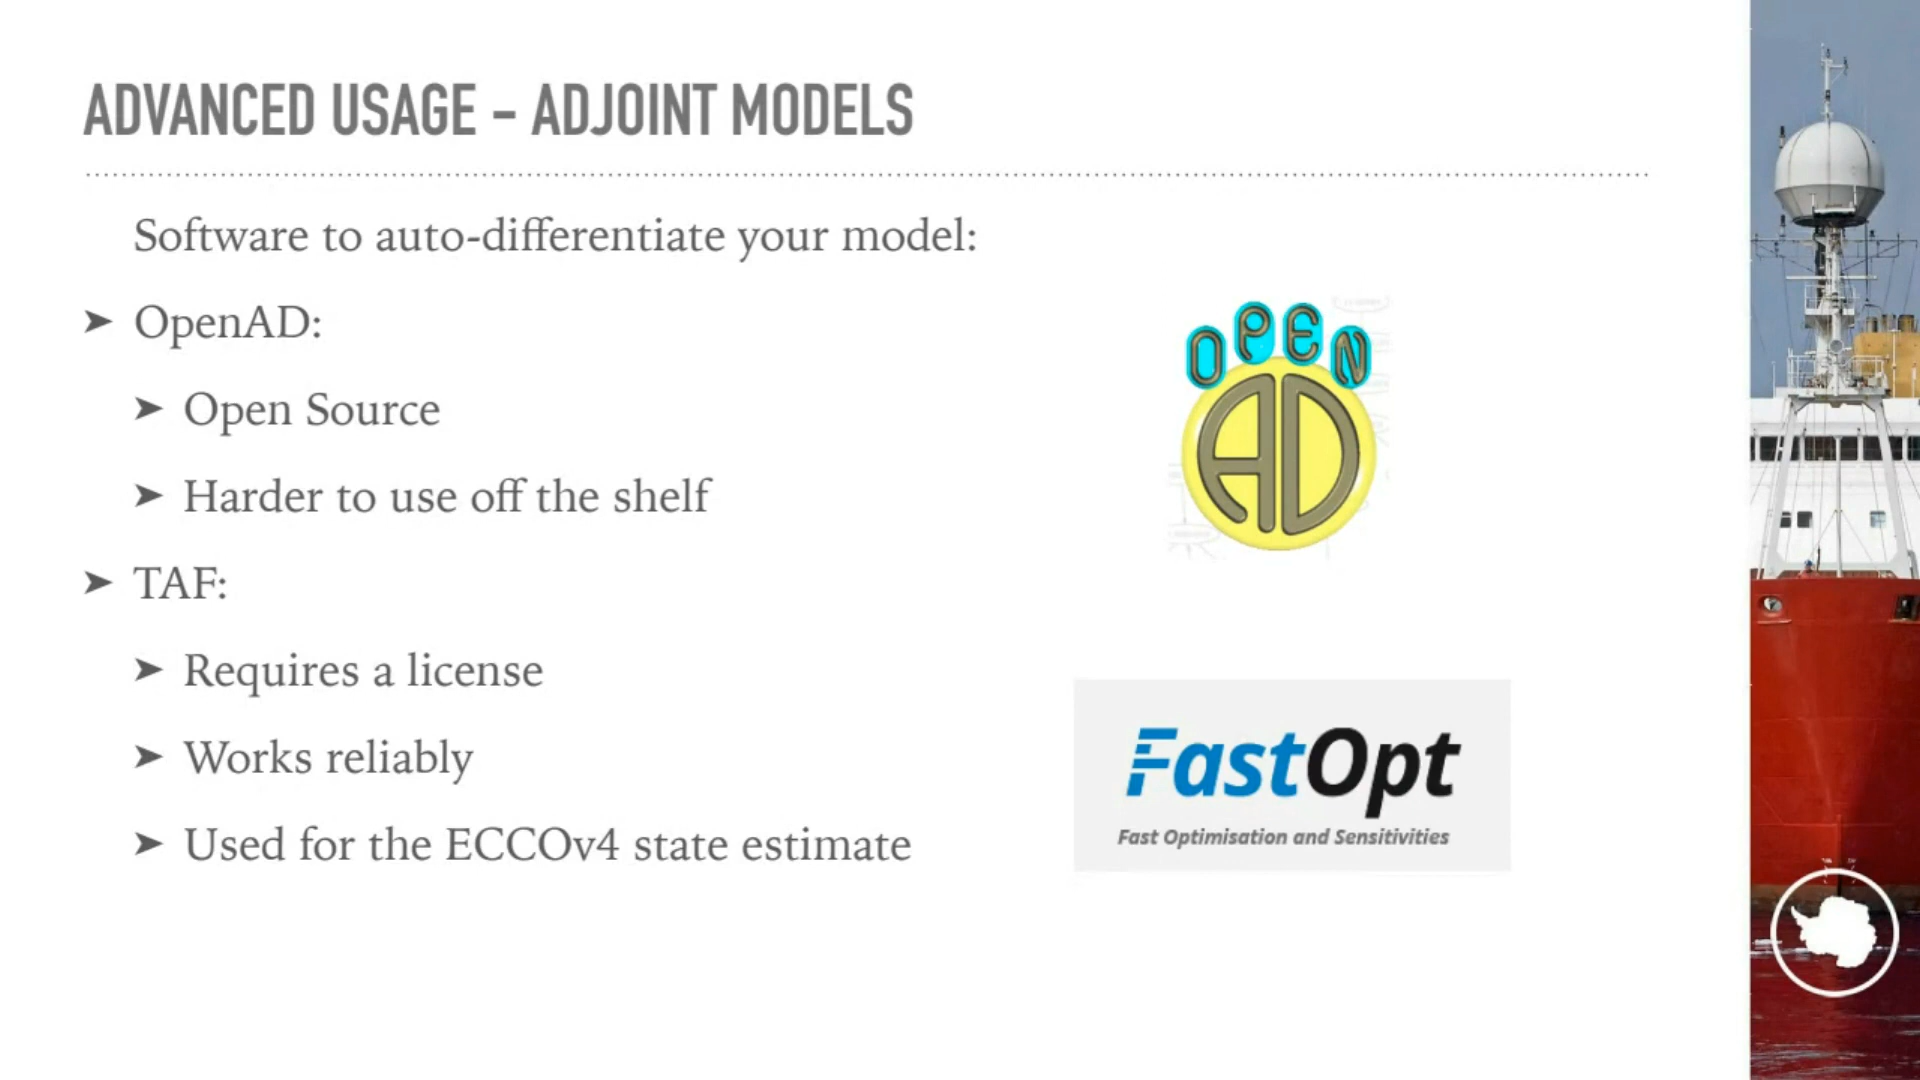 ADVANCED USAGE – ADJOINT MODELS
Software to auto-differentiate your model:
➤ OpenAD:
➤ Open Source
➤ Harder to use off the shelf
➤ TAF:
➤ Requires a license
➤ Works reliably
➤ Used for the ECCOv4 state estimate
OPEN
AD
FastOpt
Fast Optimisation and Sensitivities